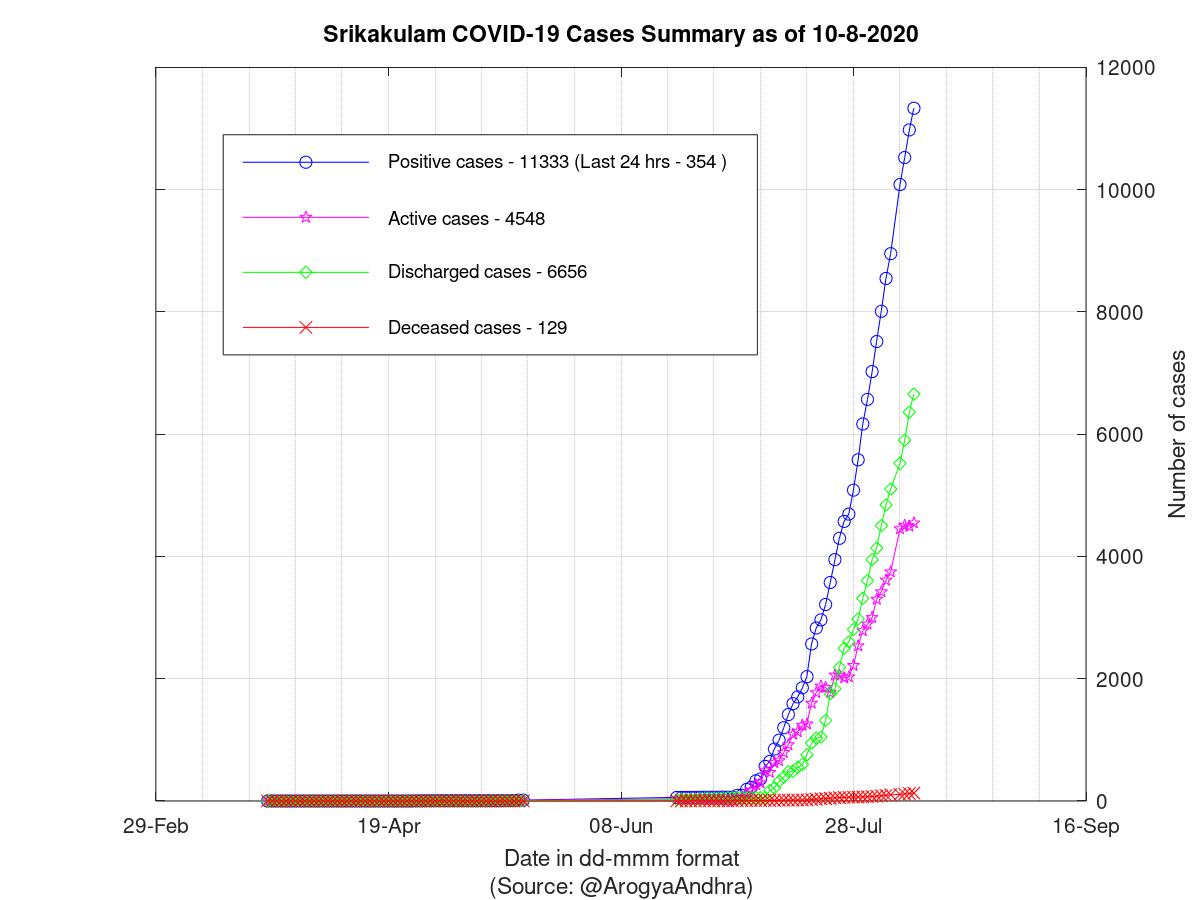 Srikakulam COVID-19 Cases Summary as of 10-8-2020
Positive cases - 11333 (Last 24 hrs - 354 )
Active cases - 4548
Discharged cases - 6656
Deceased cases - 129
12000
10000
8000
6000
4000
2000
0
Number of cases
29-Feb 19-Apr 08-Jun 28-Jul 16-Sep
Date in dd-mmm format
(Source: @ArogyaAndhra)